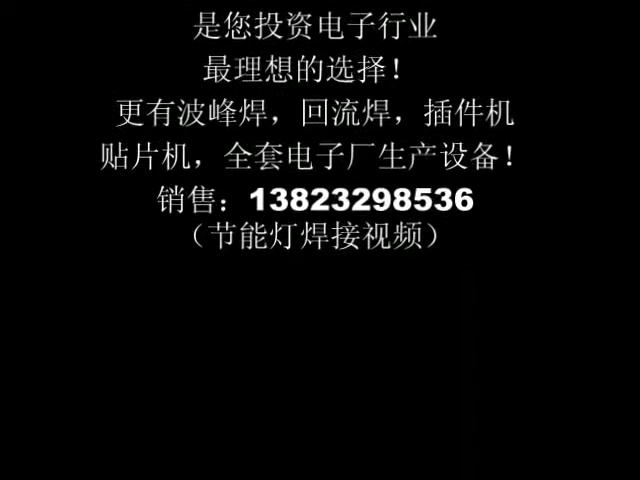 是您投资电子行业
最理想的选择！
更有波峰焊，回流焊，插件机
贴片机，全套电子厂生产设备！
销售：13823298536
（节能灯焊接视频）